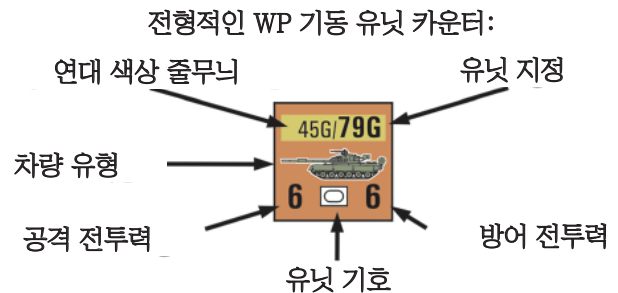 전형적인 WP 기동 유닛 카운터:
연대 색상 줄무늬
유닛 지정
45G/79G
차량 유형
6 6
공격 전투력
방어 전투력
유닛 기호